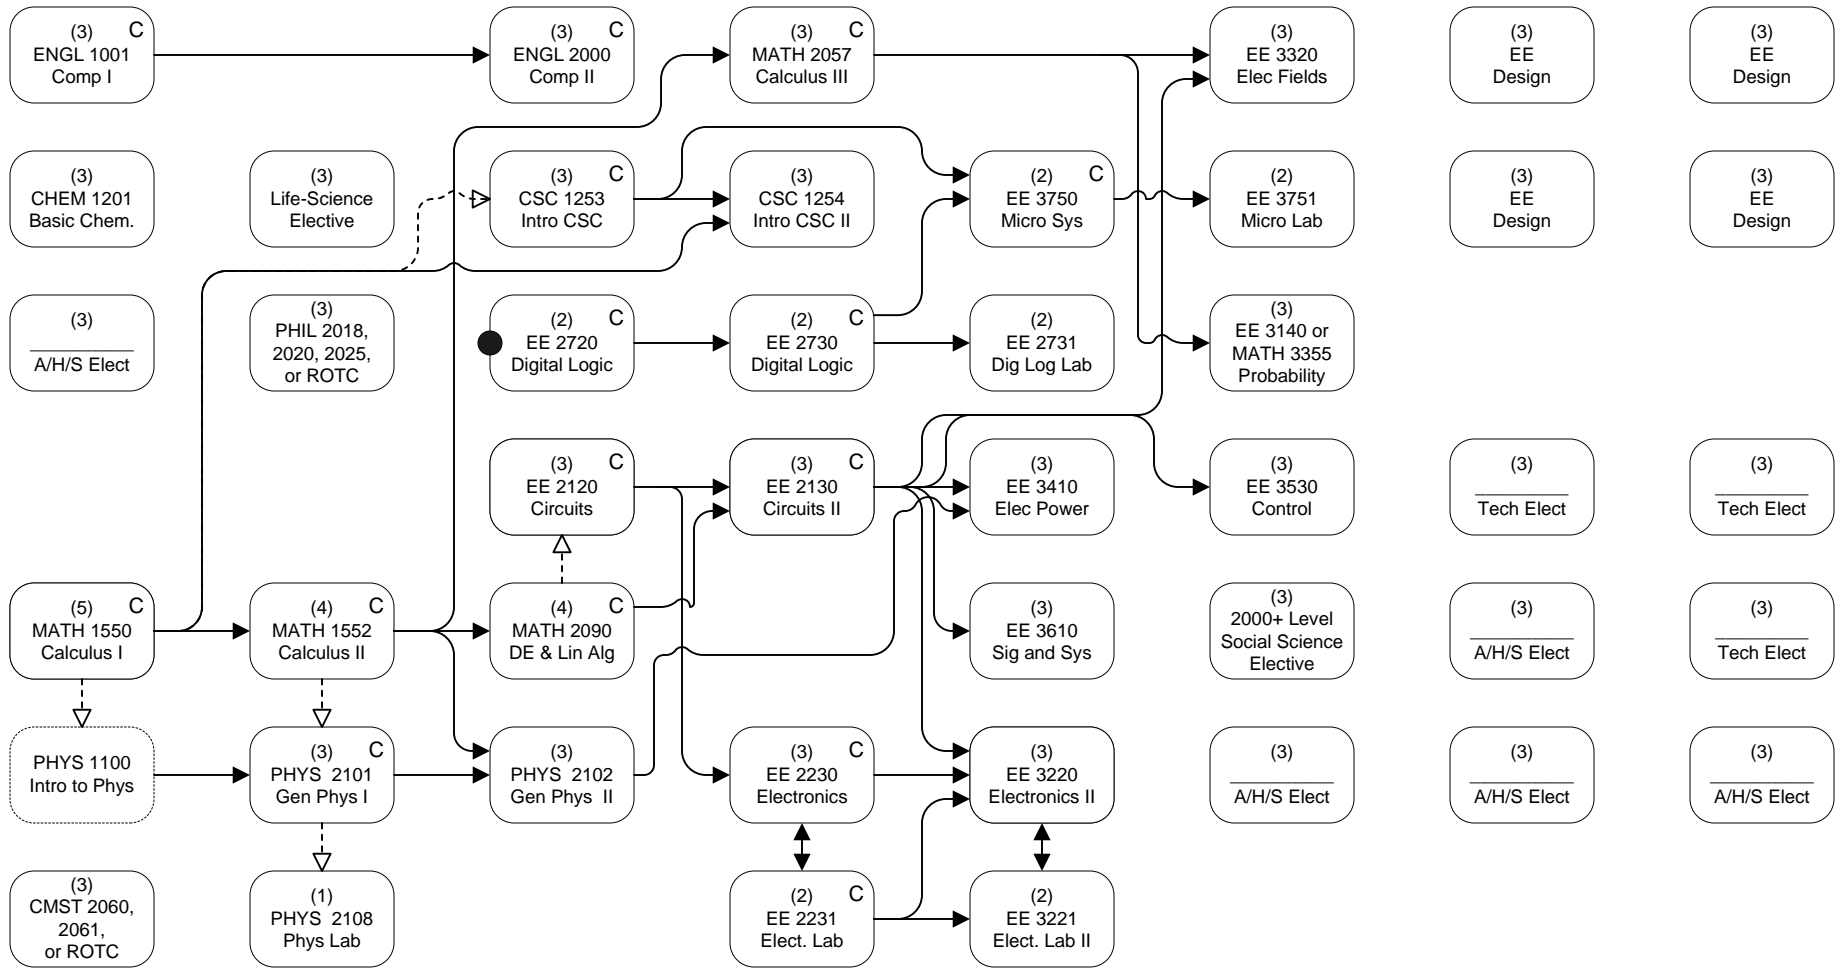 (3) C
ENGL 1001
Comp I
(3) C
ENGL 2000
Comp II
(3) C
MATH 2057
Calculus III
(3)
EE 3320
Elec Fields
(3)
EE
Design
(3)
EE
Design
(3)
CHEM 1201
Basic Chem.
(3)
Life-Science
Elective
(3) C
CSC 1253
Intro CSC
(3)
CSC 1254
Intro CSC II
(2) C
EE 3750
Micro Sys
(2)
EE 3751
Micro Lab
(3)
EE
Design
(3)
EE
Design
(3)
A/H/S Elect
(3)
PHIL 2018,
2020, 2025,
or ROTC
(2) C
EE 2720
Digital Logic
(2) C
EE 2730
Digital Logic
(2)
EE 2731
Dig Log Lab
(3)
EE 3140 or
MATH 3355
Probability
(3) C
EE 2120
Circuits
(3) C
EE 2130
Circuits II
(3)
EE 3410
Elec Power
(3)
EE 3530
Control
(3)
Tech Elect
(3)
Tech Elect
(5) C
MATH 1550
Calculus I
(4) C
MATH 1552
Calculus II
(4) C
MATH 2090
DE & Lin Alg
(3)
EE 3610
Sig and Sys
(3)
2000+ Level
Social Science
Elective
(3)
A/H/S Elect
(3)
Tech Elect
PHYS 1100
Intro to Phys
(3) C
PHYS 2101
Gen Phys I
(3)
PHYS 2102
Gen Phys II
(3) C
EE 2230
Electronics
(3)
EE 3220
Electronics II
(3)
A/H/S Elect
(3)
A/H/S Elect
(3)
A/H/S Elect
(3)
CMST 2060,
2061,
or ROTC
(1)
PHYS 2108
Phys Lab
(2) C
EE 2231
Elect. Lab
(2)
EE 3221
Elect. Lab II